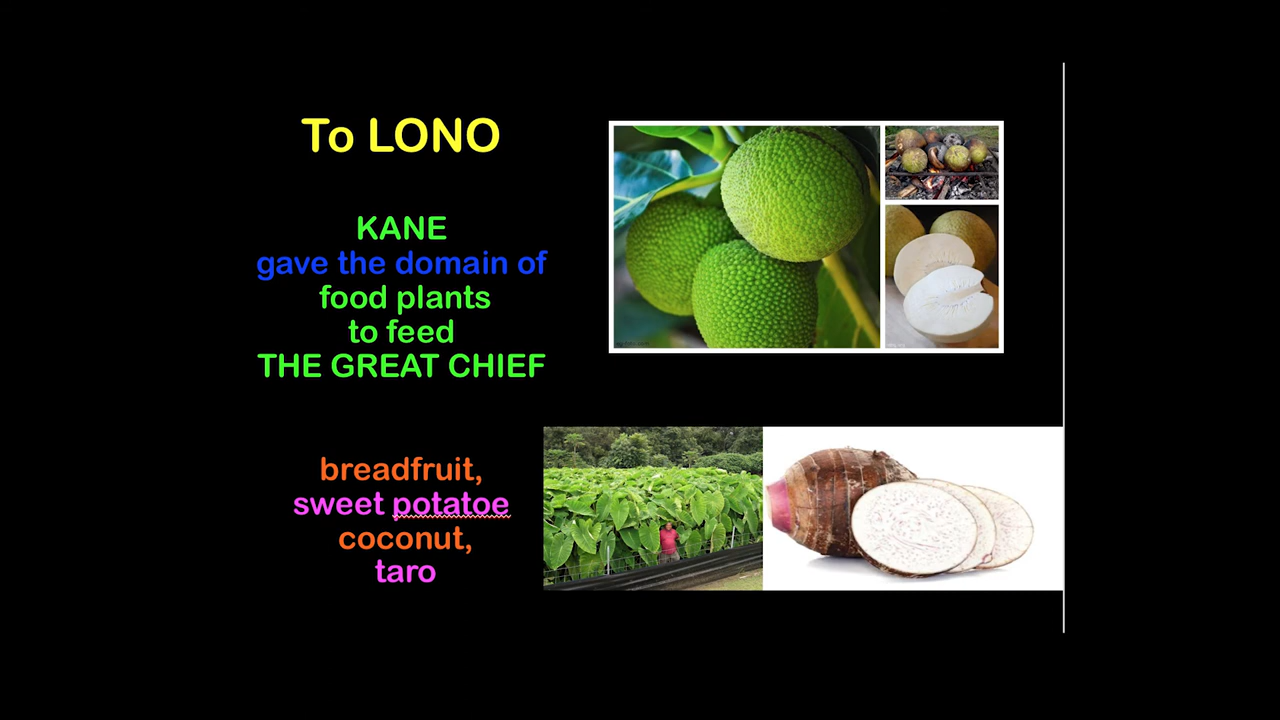 To LONO
KANE
gave the domain of
food plants
to feed
THE GREAT CHIEF
breadfruit,
sweet potatoe
coconut,
taro